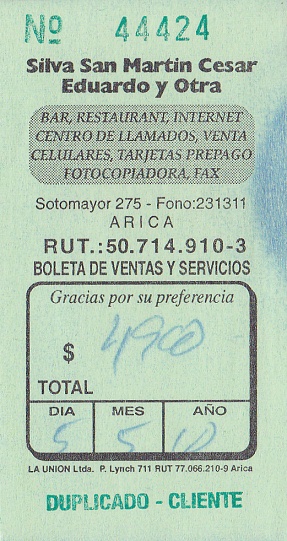 Nº 44424
Silva San Martin Cesar
Eduardo y Otra
BAR, RESTAURANT, INTERNET
CENTRO DE LLAMADOS, VENTA
CELULARES, TARJETAS PREPAGO
FOTOCOPIADORA, FAX
Sotomayor 275 - Fono:231311
ARICA
RUT.:50.714.910-3
BOLETA DE VENTAS Y SERVICIOS
Gracias por su preferencia
$ 4900
TOTAL
DIA MES AÑO
5 5 10
LA UNION Ltda. P. Lynch 711 RUT 77.066.210-9 Arica
DUPLICADO - CLIENTE